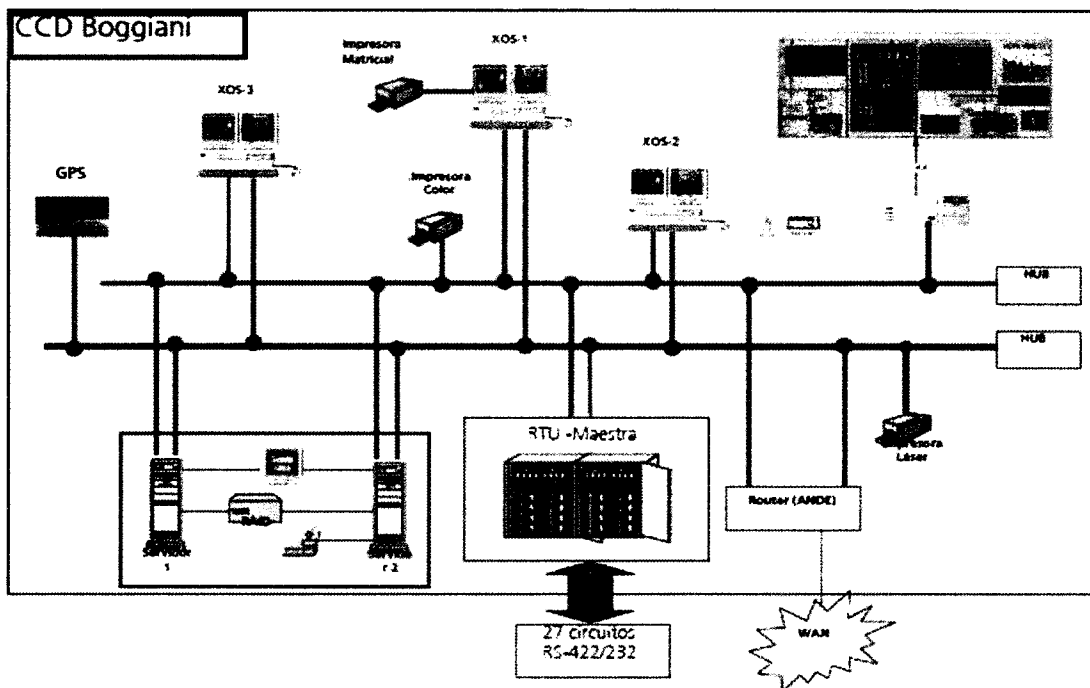 CCD Boggiani
Impresora
Matricial
XOS-1
XOS-3
XOS-2
GPS
Impresora
Color
HUB
HUB
RTU -Maestra
Impresora
Láser
Router (ANDE)
RAID
Servidor
1
Servido
r 2
27 circuitos
RS-422/232
WAN